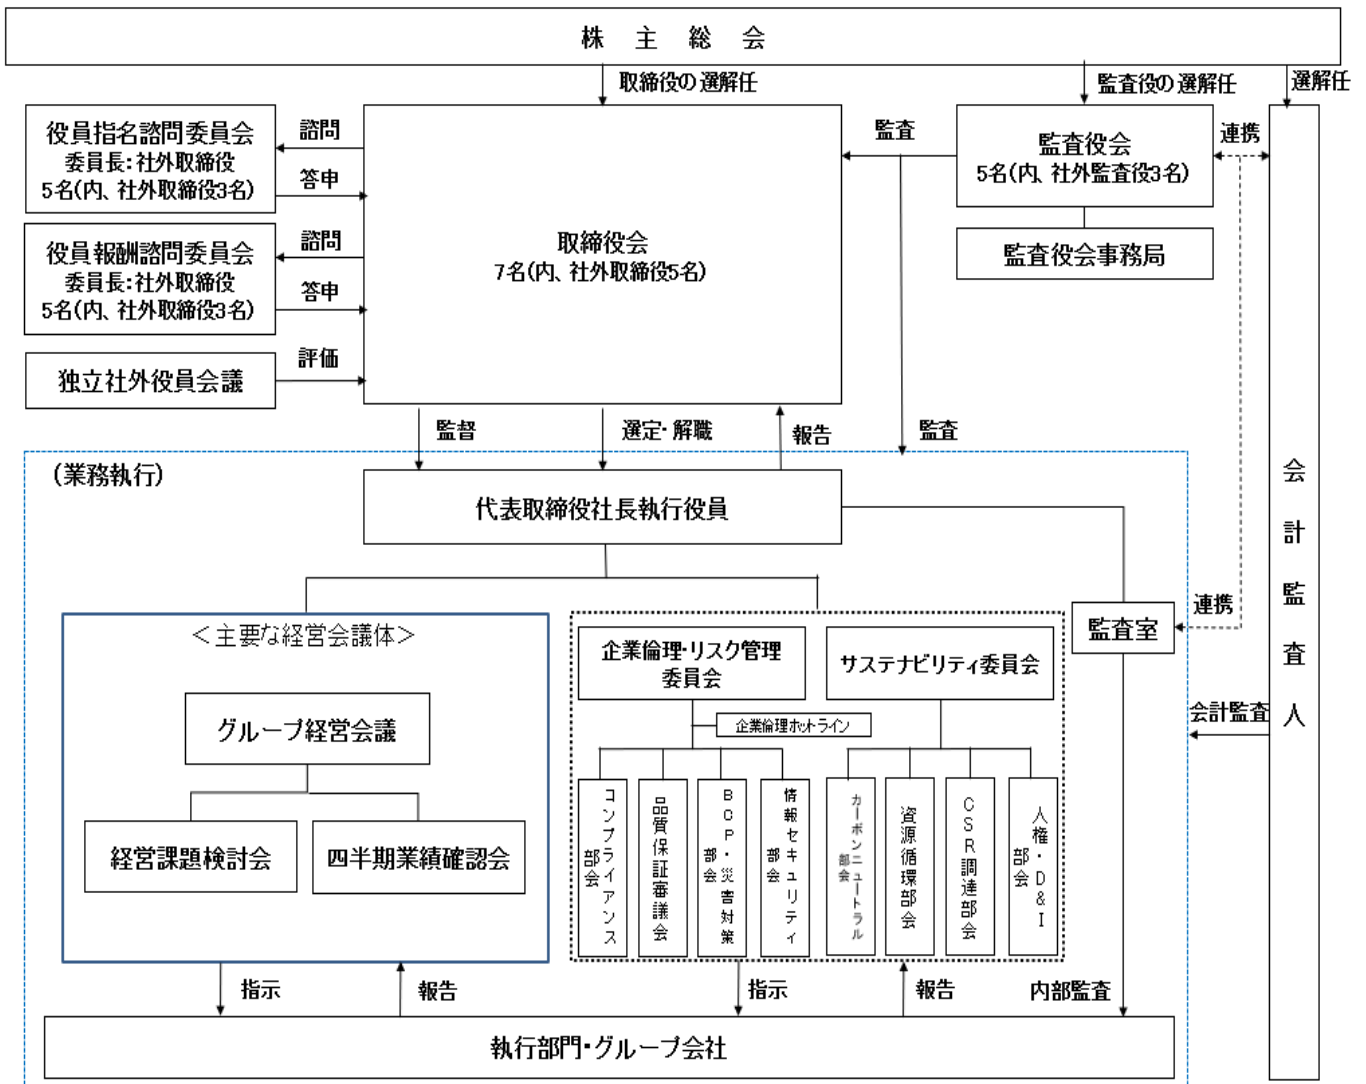 株主総会
取締役の選解任
監査役の選解任
選解任
役員指名諮問委員会
委員長:社外取締役
5名(内、社外取締役3名)
諮問
答申
役員報酬諮問委員会
委員長:社外取締役
5名(内、社外取締役3名)
諮問
答申
独立社外役員会議
評価
取締役会
7名(内、社外取締役5名)
監査
監査役会
5名(内、社外監査役3名)
連携
監査役会事務局
監督
選定・解職
報告
監査
会計監査人
(業務執行)
代表取締役社長執行役員
連携
監査室
会計監査
<主要な経営会議体>
グループ経営会議
経営課題検討会
四半期業績確認会
企業倫理・リスク管理
委員会
サステナビリティ委員会
企業倫理ホットライン
コンプライアンス
部会
品質保証審議会
BCP・災害対策
部会
情報セキュリティ
部会
カーボンニュートラル
部会
資源循環部会
CSR調達部会
人権・D&I
部会
指示
報告
指示
報告
内部監査
執行部門・グループ会社